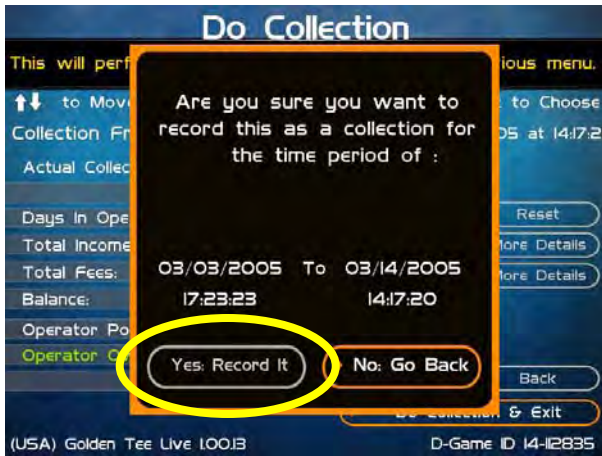 Do Collection
This will perf
ious menu.
to Mov
to Choose
Collection Fr
05 at 14:17:2
Actual Collec
Days In Ope
Reset
Total Income
More Details
Total Fees:
More Details
Balance:
Operator Po
Operator
Back
& Exit
Are you sure you want to
record this as a collection for
the time period of :
03/03/2005 To 03/14/2005
17:23:23 14:17:20
Yes: Record It
No: Go Back
(USA) Golden Tee Live 1.00.13
D-Game ID 14-112835